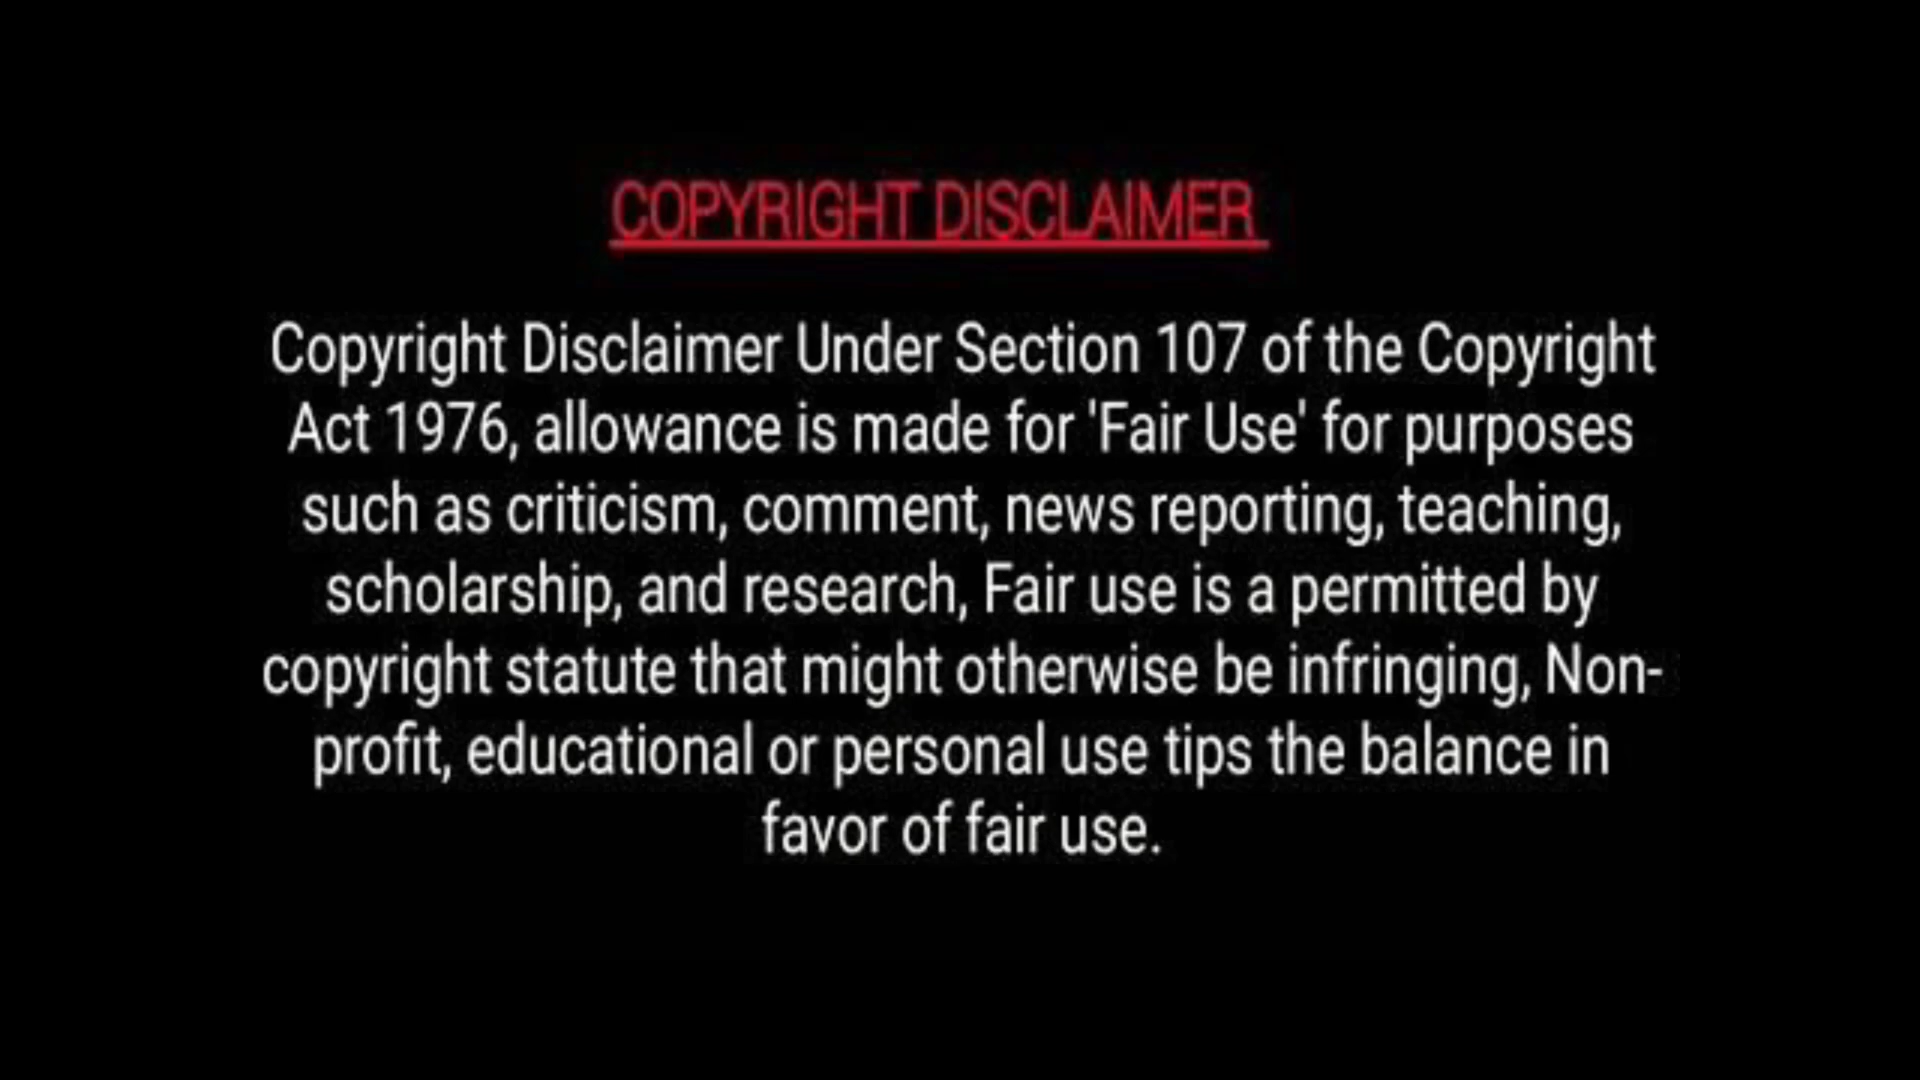 COPYRIGHT DISCLAIMER
Copyright Disclaimer Under Section 107 of the Copyright
Act 1976, allowance is made for 'Fair Use' for purposes
such as criticism, comment, news reporting, teaching,
scholarship, and research, Fair use is a permitted by
copyright statute that might otherwise be infringing, Non-
profit, educational or personal use tips the balance in
favor of fair use.